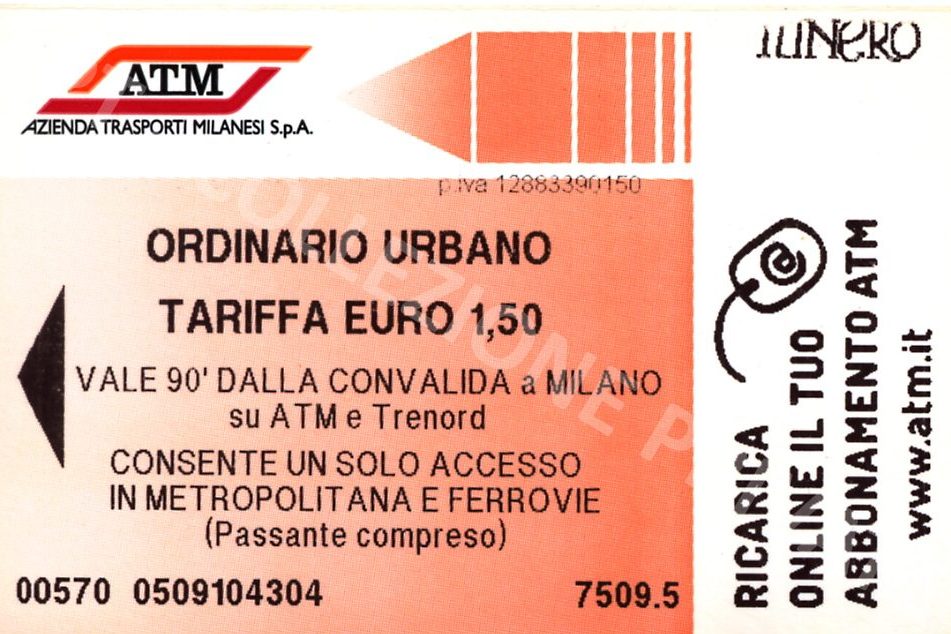 ATM
AZIENDA TRASPORTI MILANESI S.p.A.
p.iva 12883390150
ORDINARIO URBANO
TARIFFA EURO 1,50
VALE 90' DALLA CONVALIDA a MILANO
su ATM e Trenord
CONSENTE UN SOLO ACCESSO
IN METROPOLITANA E FERROVIE
(Passante compreso)
00570 0509104304 7509.5
RICARICA
ONLINE IL TUO
ABBONAMENTO ATM
www.atm.it
COLLEZIONE